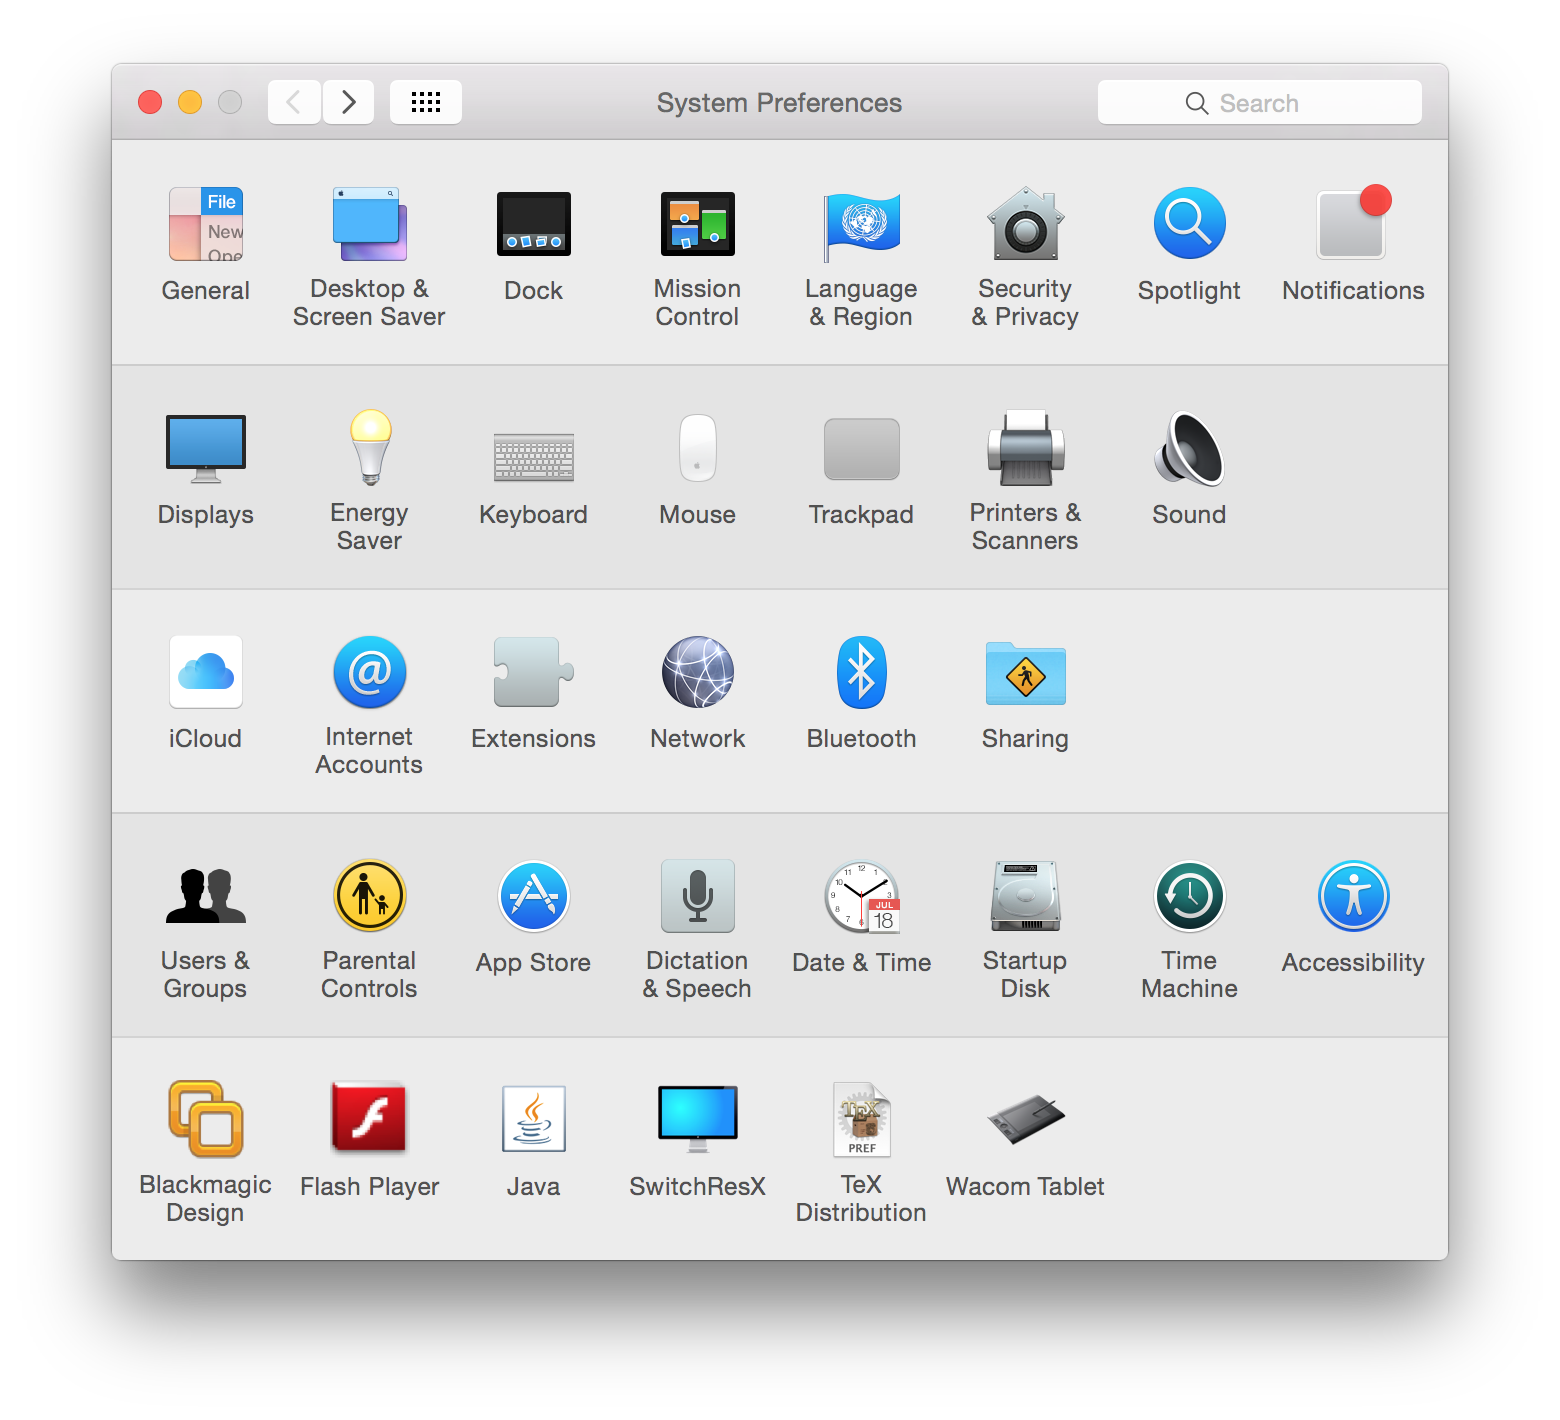 System Preferences
Search
File
New
Ope
General
Desktop &
Screen Saver
Dock
Mission
Control
Language
& Region
Security
& Privacy
Spotlight
Notifications
Displays
Energy
Saver
Keyboard
Mouse
Trackpad
Printers &
Scanners
Sound
iCloud
@
Internet
Accounts
Extensions
Network
Bluetooth
Sharing
Users &
Groups
Parental
Controls
App Store
Dictation
& Speech
JUL
18
Date & Time
Startup
Disk
Time
Machine
Accessibility
Blackmagic
Design
Flash Player
Java
SwitchResX
TeX
PREF
TeX
Distribution
Wacom Tablet